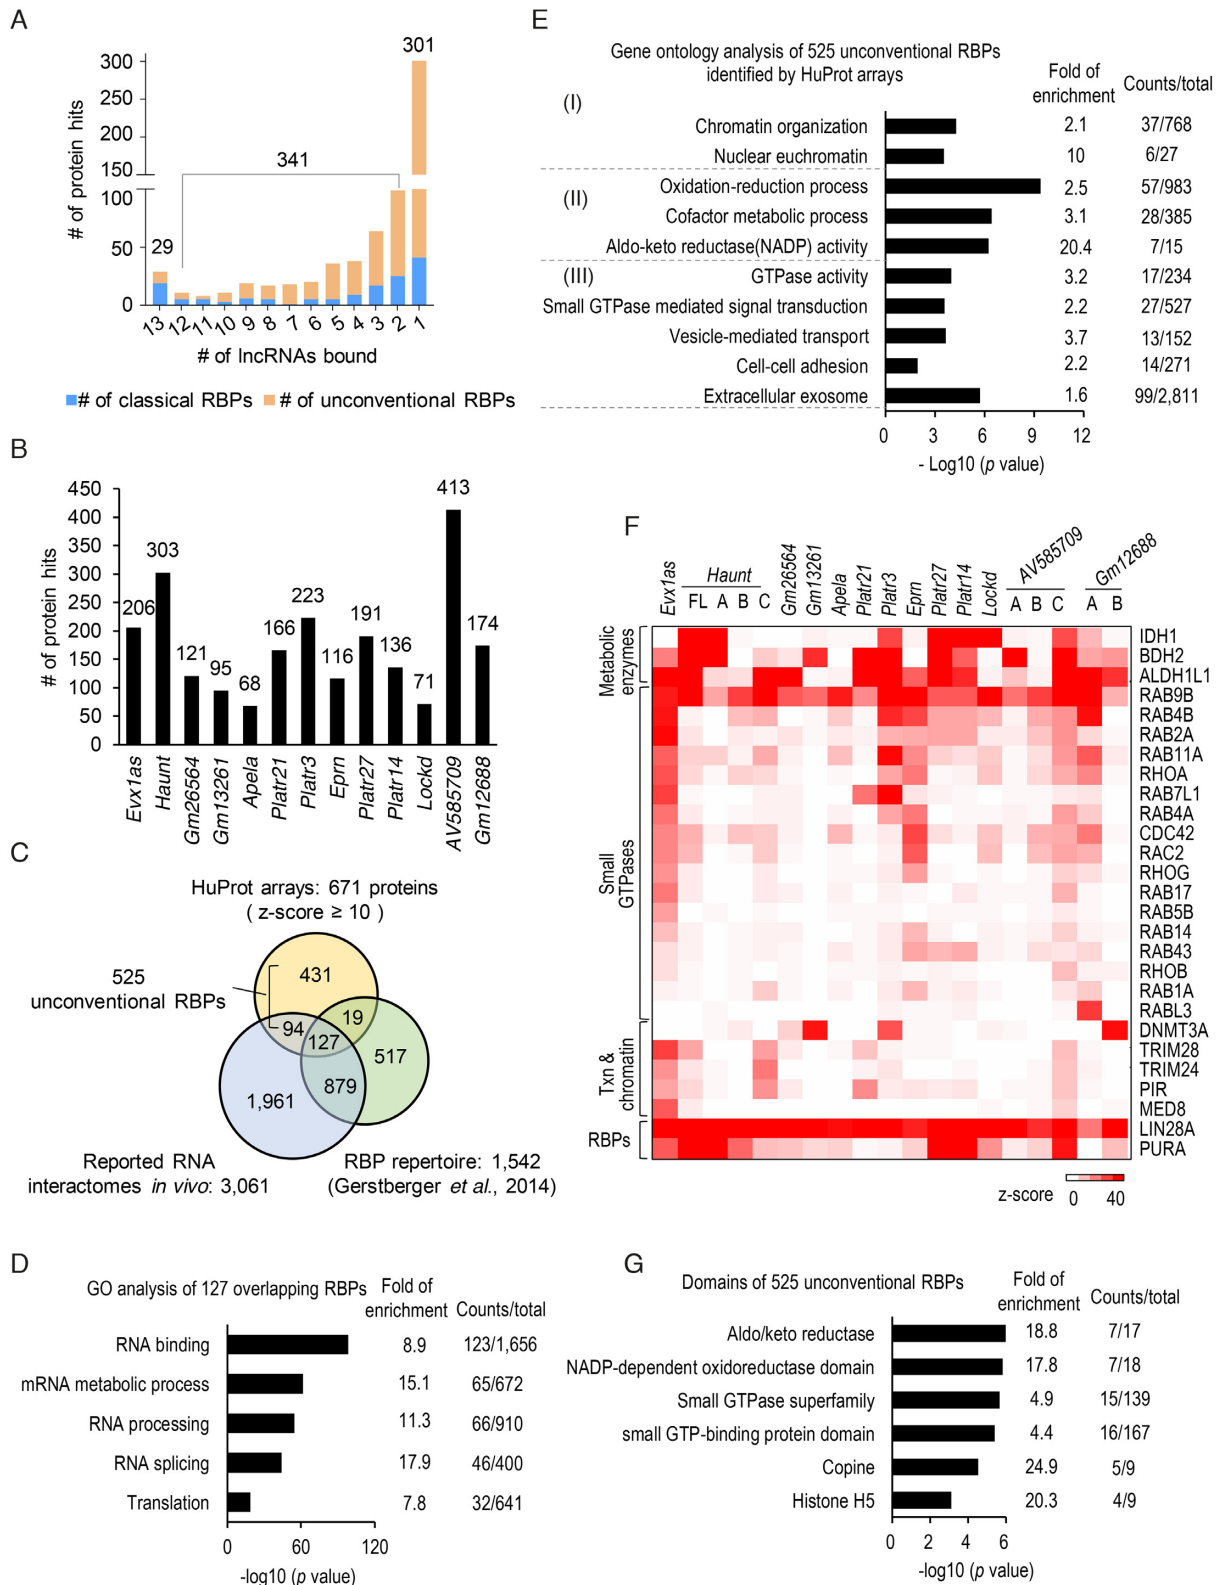 A
301
300
250
200
150
100
50
0
# of protein hits
341
29
13 12 11 10 9 8 7 6 5 4 3 2 1
# of lncRNAs bound
# of classical RBPs # of unconventional RBPs
B
450
400
350
300
250
200
150
100
50
0
# of protein hits
206 303 121 95 68 166 223 116 191 136 71 413 174
Evx1as Haunt Gm26564 Gm13261 Apela Platr21 Platr3 Eprn Platr27 Platr14 Lockd AV585709 Gm12688
C
HuProt arrays: 671 proteins
( z-score ≥ 10 )
525
unconventional RBPs
431
94 19
127
517
879
1,961
Reported RNA
interactomes in vivo: 3,061
RBP repertoire: 1,542
(Gerstberger et al., 2014)
D
GO analysis of 127 overlapping RBPs
Fold of
enrichment
Counts/total
RNA binding 8.9 123/1,656
mRNA metabolic process 15.1 65/672
RNA processing 11.3 66/910
RNA splicing 17.9 46/400
Translation 7.8 32/641
0 60 120
-log10 (p value)
E
Gene ontology analysis of 525 unconventional RBPs
identified by HuProt arrays
Fold of
enrichment
Counts/total
(I)
Chromatin organization 2.1 37/768
Nuclear euchromatin 10 6/27
(II)
Oxidation-reduction process 2.5 57/983
Cofactor metabolic process 3.1 28/385
Aldo-keto reductase(NADP) activity 20.4 7/15
(III)
GTPase activity 3.2 17/234
Small GTPase mediated signal transduction 2.2 27/527
Vesicle-mediated transport 3.7 13/152
Cell-cell adhesion 2.2 14/271
Extracellular exosome 1.6 99/2,811
0 3 6 9 12
- Log10 (p value)
F
Evx1as Haunt Gm26564 Gm13261 Apela Platr21 Platr3 Eprn Platr27 Platr14 Lockd AV585709 Gm12688
FL A B C A B C A B
Metabolic
enzymes
Small
GTPases
Txn &
chromatin
RBPs
IDH1
BDH2
ALDH1L1
RAB9B
RAB4B
RAB2A
RAB11A
RHOA
RAB7L1
RAB4A
CDC42
RAC2
RHOG
RAB17
RAB5B
RAB14
RAB43
RHOB
RAB1A
RABL3
DNMT3A
TRIM28
TRIM24
PIR
MED8
LIN28A
PURA
z-score 0 40
G
Domains of 525 unconventional RBPs
Fold of
enrichment
Counts/total
Aldo/keto reductase 18.8 7/17
NADP-dependent oxidoreductase domain 17.8 7/18
Small GTPase superfamily 4.9 15/139
small GTP-binding protein domain 4.4 16/167
Copine 24.9 5/9
Histone H5 20.3 4/9
0 2 4 6
-log10 (p value)